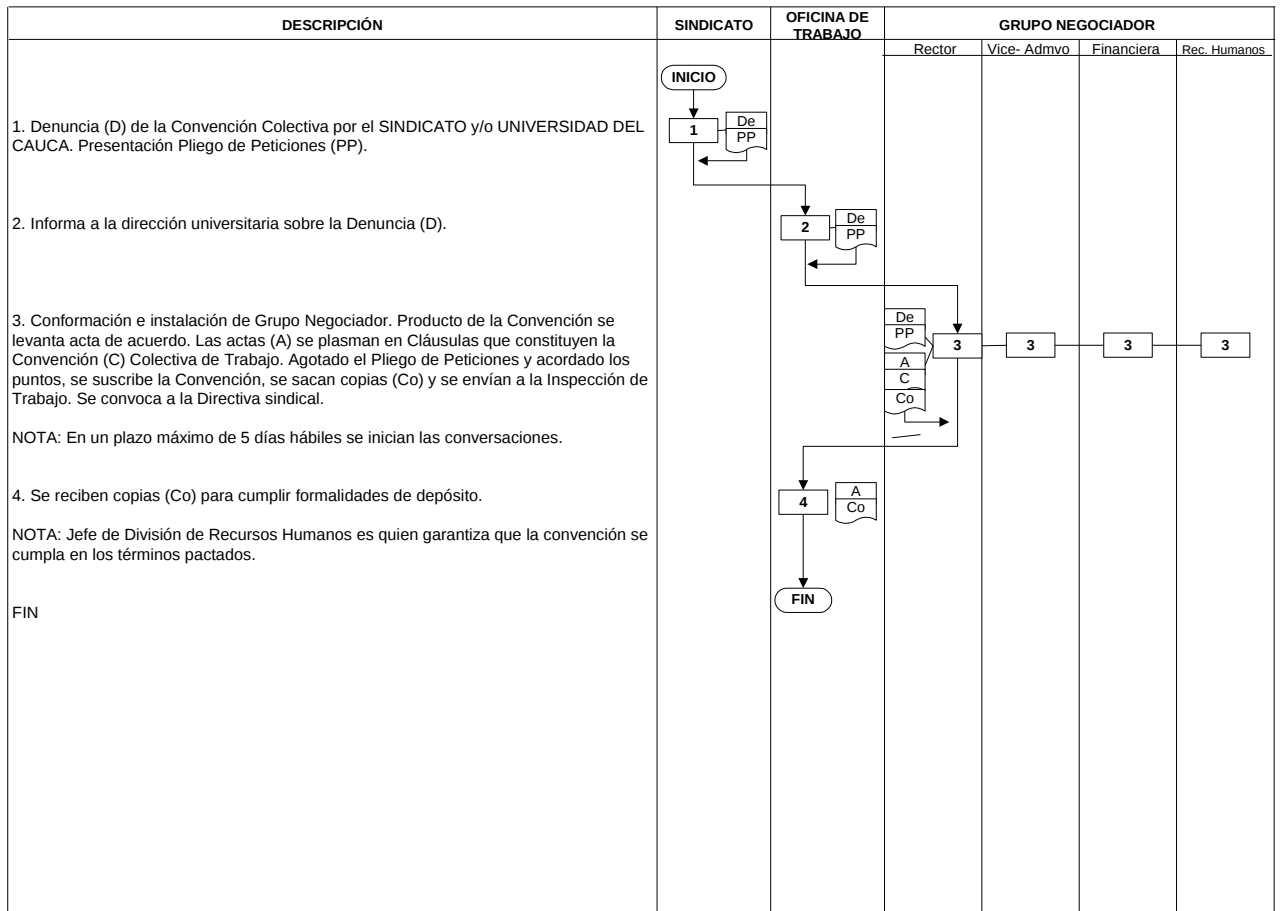 DESCRIPCIÓN
SINDICATO
OFICINA DE
TRABAJO
GRUPO NEGOCIADOR
Rector
Vice- Admvo
Financiera
Rec. Humanos
INICIO
1. Denuncia (D) de la Convención Colectiva por el SINDICATO y/o UNIVERSIDAD DEL
CAUCA. Presentación Pliego de Peticiones (PP).
1
De
PP
2. Informa a la dirección universitaria sobre la Denuncia (D).
2
De
PP
3. Conformación e instalación de Grupo Negociador. Producto de la Convención se
levanta acta de acuerdo. Las actas (A) se plasman en Cláusulas que constituyen la
Convención (C) Colectiva de Trabajo. Agotado el Pliego de Peticiones y acordado los
puntos, se suscribe la Convención, se sacan copias (Co) y se envían a la Inspección de
Trabajo. Se convoca a la Directiva sindical.
De
PP
A
C
Co
3
3
3
3
NOTA: En un plazo máximo de 5 días hábiles se inician las conversaciones.
4. Se reciben copias (Co) para cumplir formalidades de depósito.
4
A
Co
NOTA: Jefe de División de Recursos Humanos es quien garantiza que la convención se
cumpla en los términos pactados.
FIN
FIN